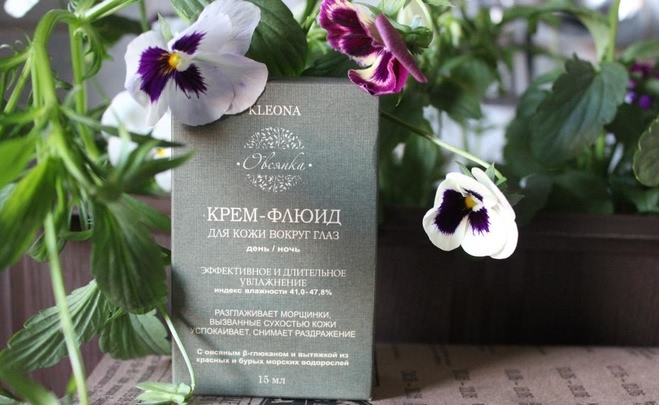 KLEONA
Овсянка
КРЕМ-ФЛЮИД
ДЛЯ КОЖИ ВОКРУГ ГЛАЗ
день / ночь
ЭФФЕКТИВНОЕ И ДЛИТЕЛЬНОЕ
УВЛАЖНЕНИЕ
индекс влажности 41,0-47,8%
РАЗГЛАЖИВАЕТ МОРЩИНКИ,
ВЫЗВАННЫЕ СУХОСТЬЮ КОЖИ
УСПОКАИВАЕТ, СНИМАЕТ РАЗДРАЖЕНИЕ
С овсяным β-глюканом и вытяжкой из
красных и бурых морских водорослей
15 мл